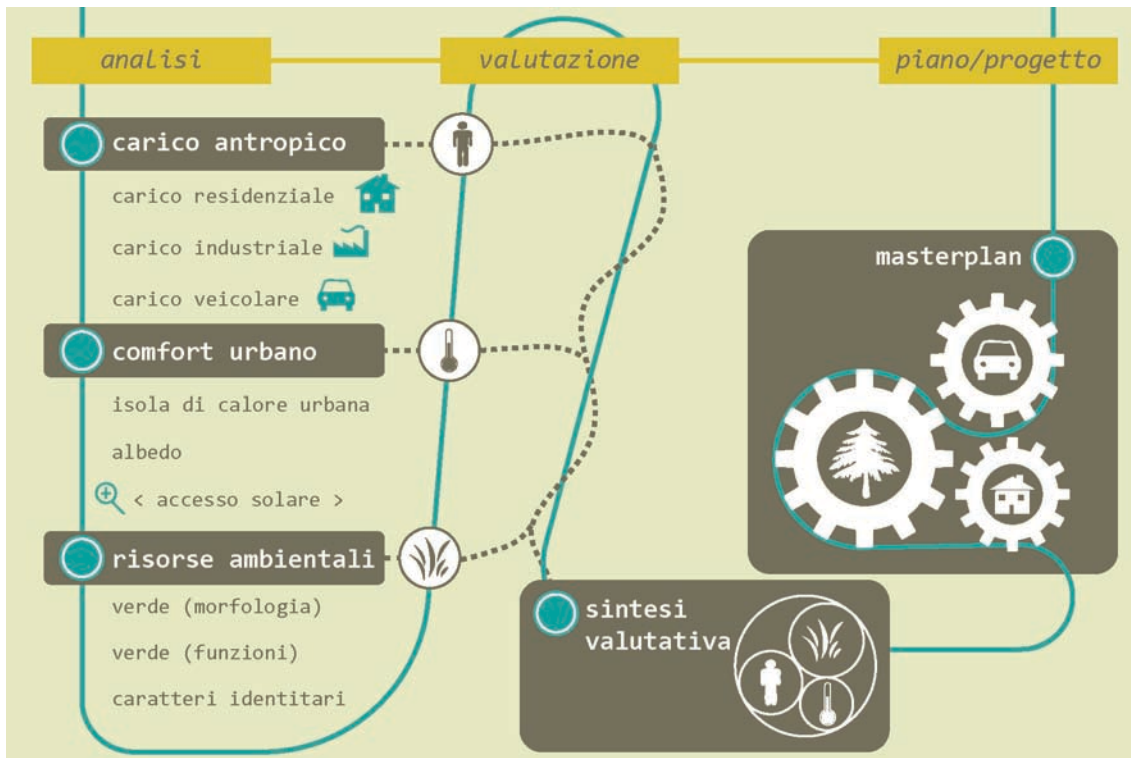 analisi
valutazione
piano/progetto
carico antropico
carico residenziale
carico industriale
carico veicolare
comfort urbano
isola di calore urbana
albedo
< accesso solare >
risorse ambientali
verde (morfologia)
verde (funzioni)
caratteri identitari
sintesi
valutativa
masterplan